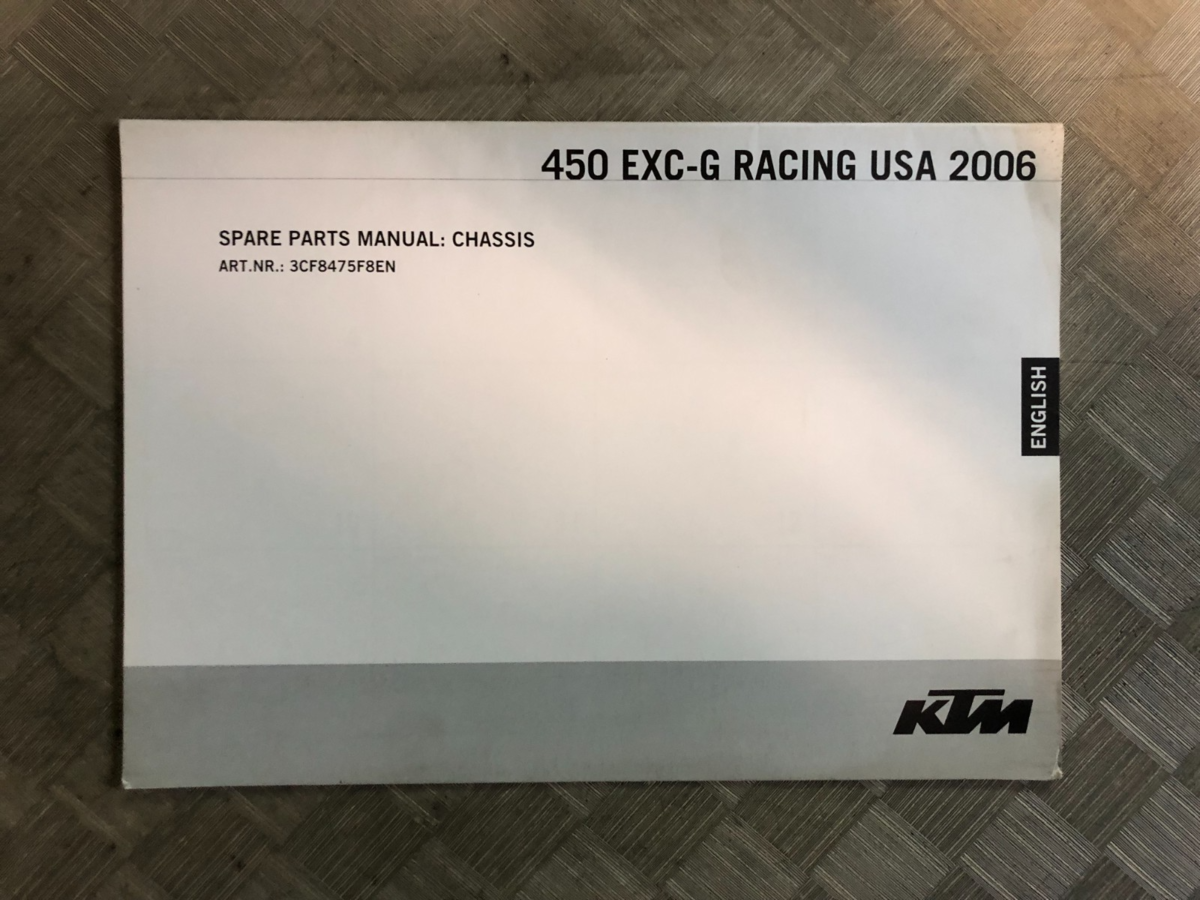 450 EXC-G RACING USA 2006
SPARE PARTS MANUAL: CHASSIS
ART.NR.: 3CF8475F8EN
ENGLISH
KTM